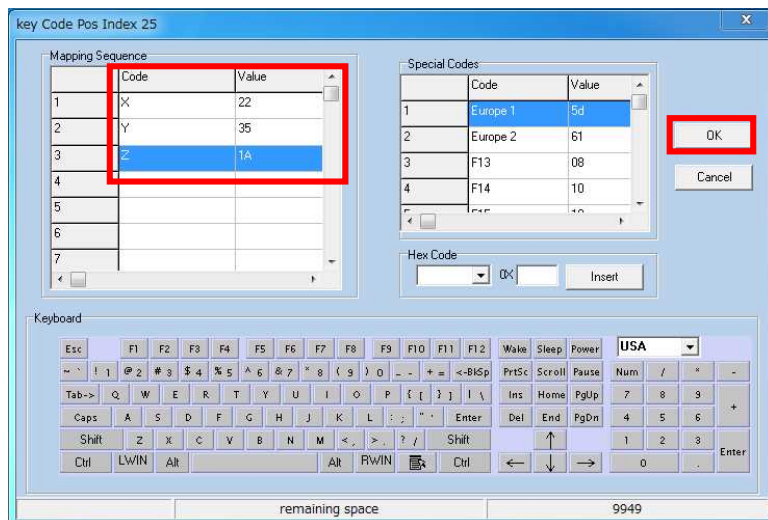 key Code Pos Index 25
X
Mapping Sequence
Code Value
1 X 22
2 Y 35
3 Z 1A
4
5
6
7
Special Codes
Code Value
1 Europe 1 5d
2 Europe 2 61
3 F13 08
4 F14 10
OK
Cancel
Hex Code
0X
Insert
Keyboard
Esc F1 F2 F3 F4 F5 F6 F7 F8 F9 F10 F11 F12 Wake Sleep Power USA
~ ` ! 1 @ 2 # 3 $ 4 % 5 ^ 6 & 7 * 8 ( 9 ) 0 _ - + = <-BkSp PrtSc Scroll Pause Num / * -
Tab-> Q W E R T Y U I O P { [ } ] | \ Ins Home PgUp 7 8 9 +
Caps A S D F G H J K L : ; " ' Enter Del End PgDn 4 5 6
Shift Z X C V B N M < , > . ? / Shift ↑ 1 2 3 Enter
Ctrl LWIN Alt Alt RWIN Ctrl ← ↓ → 0 .
remaining space 9949